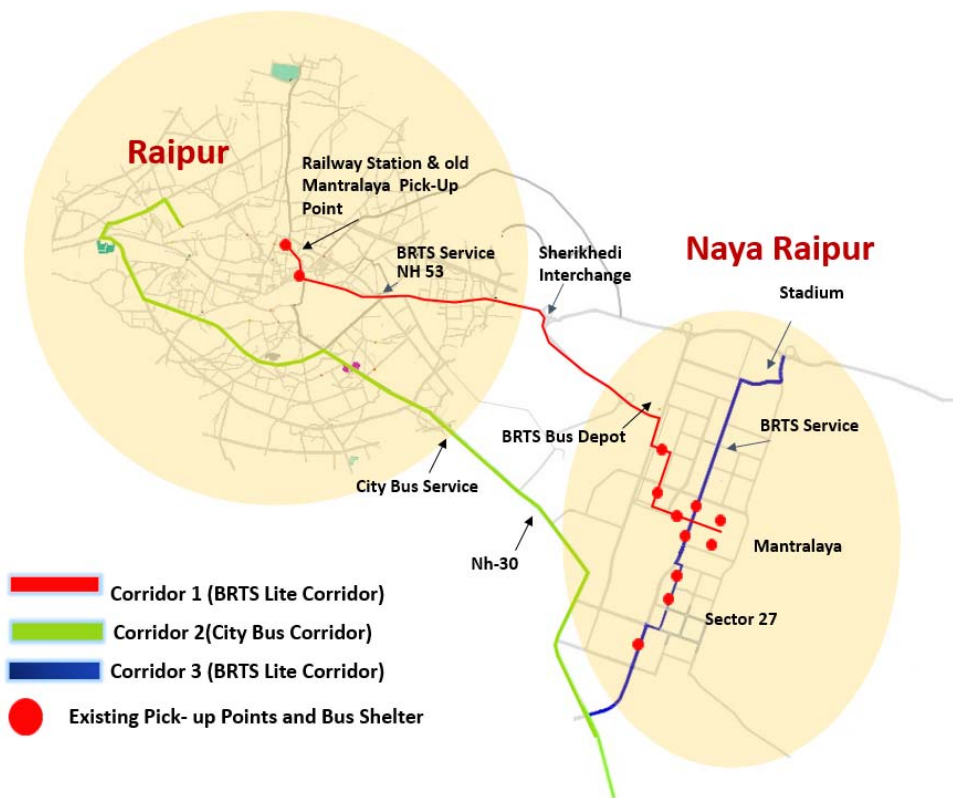 Raipur
Railway Station & old
Mantralaya Pick-Up
Point
BRTS Service
NH 53
Sherikhedi
Interchange
Naya Raipur
Stadium
BRTS Bus Depot
BRTS Service
City Bus Service
Mantralaya
Nh-30
Sector 27
Corridor 1 (BRTS Lite Corridor)
Corridor 2(City Bus Corridor)
Corridor 3 (BRTS Lite Corridor)
Existing Pick- up Points and Bus Shelter